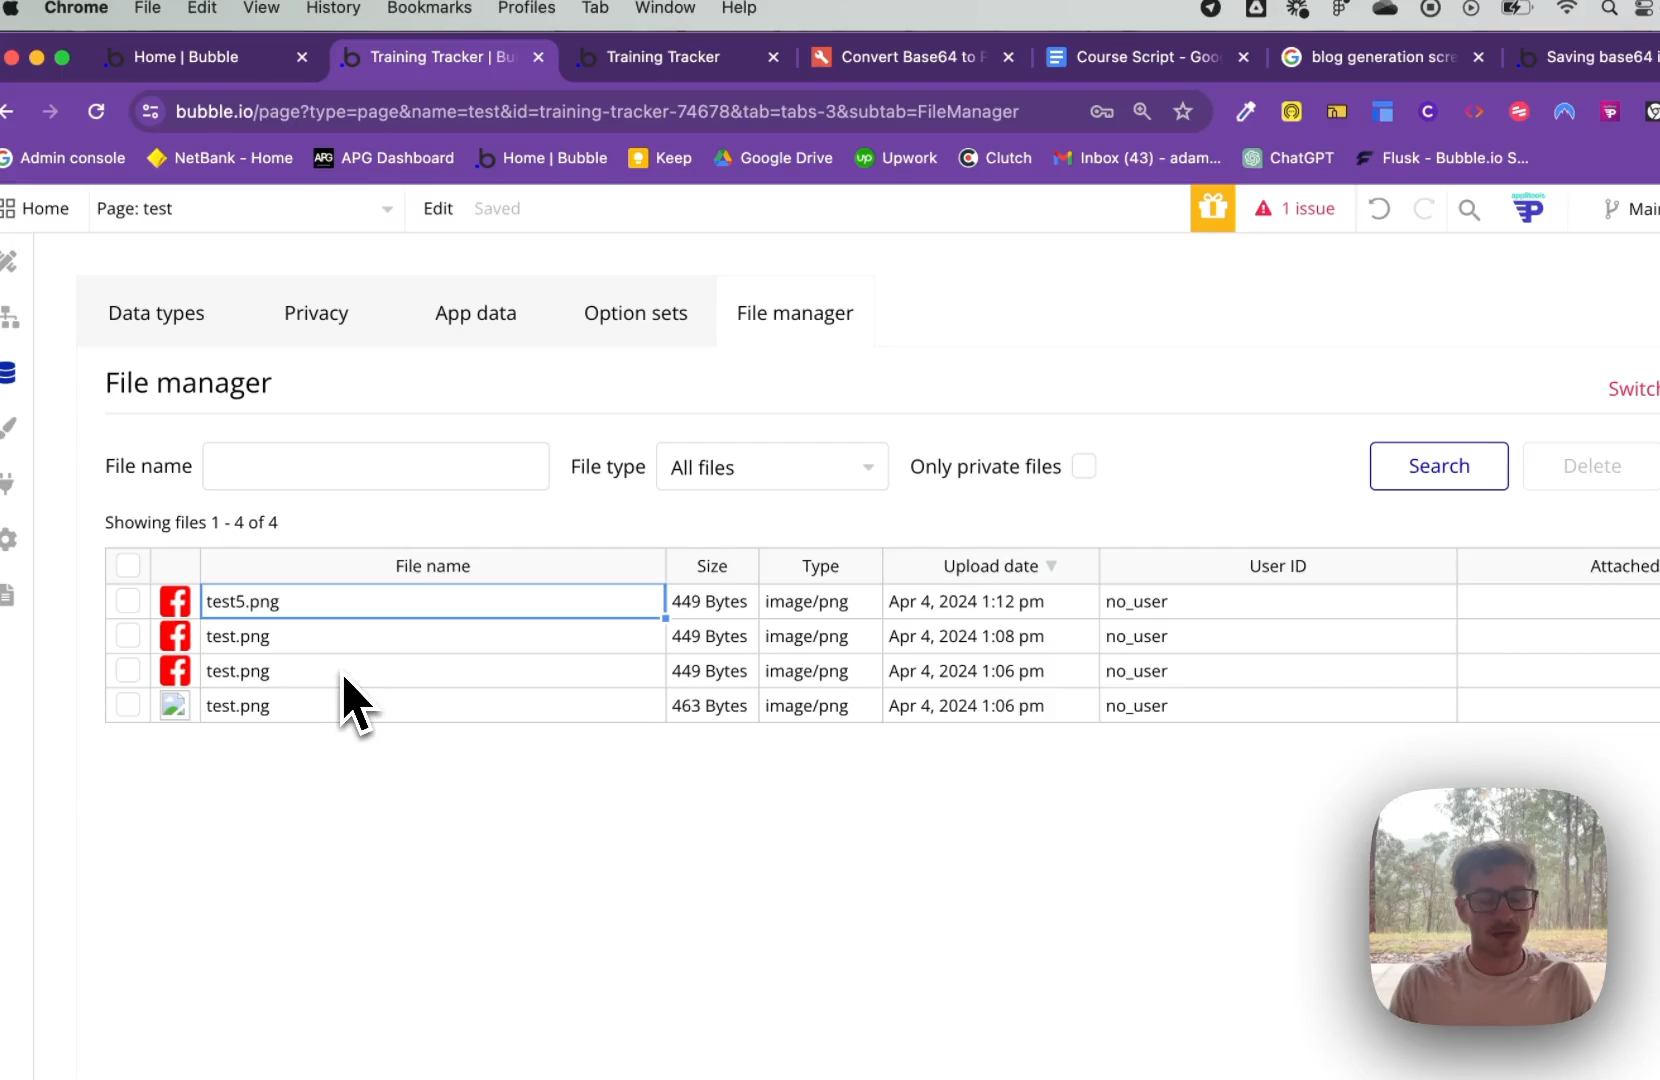 Chrome File Edit View History Bookmarks Profiles Tab Window Help
Home | Bubble Training Tracker | Bu Training Tracker Convert Base64 to P Course Script - Goo blog generation scre Saving base64 i
bubble.io/page?type=page&name=test&id=training-tracker-74678&tab=tabs-3&subtab=FileManager
Admin console NetBank - Home APG APG Dashboard Home | Bubble Keep Google Drive up Upwork Clutch Inbox (43) - adam... ChatGPT Flusk - Bubble.io S...
Home Page: test Edit Saved 1 issue Mai
Data types Privacy App data Option sets File manager
File manager
Switch
File name File type All files Only private files Search Delete
Showing files 1 - 4 of 4
File name Size Type Upload date User ID Attached
test5.png 449 Bytes image/png Apr 4, 2024 1:12 pm no_user
test.png 449 Bytes image/png Apr 4, 2024 1:08 pm no_user
test.png 449 Bytes image/png Apr 4, 2024 1:06 pm no_user
test.png 463 Bytes image/png Apr 4, 2024 1:06 pm no_user